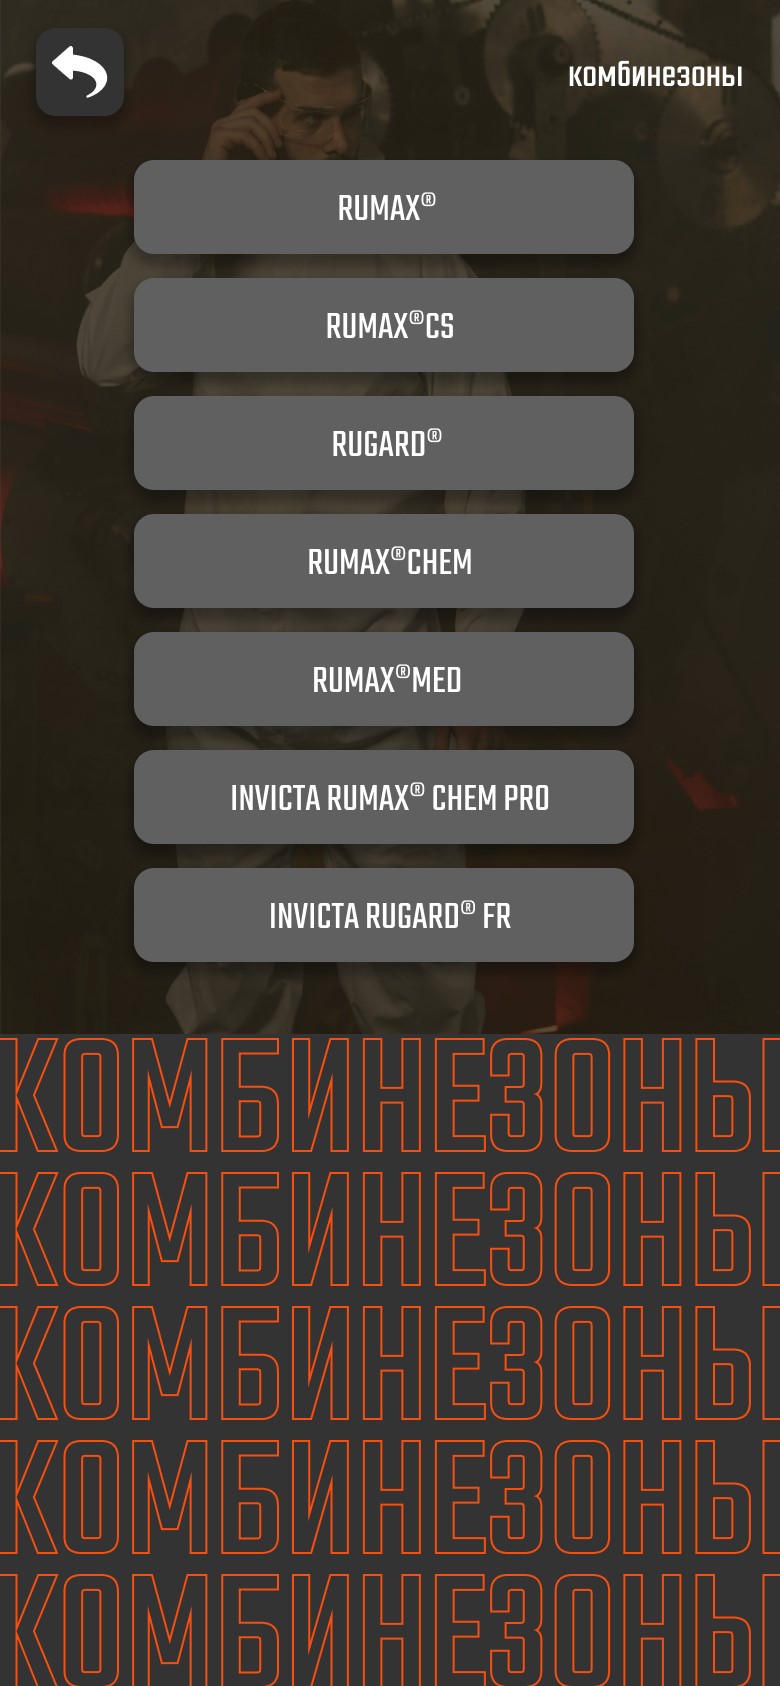 комбинезоны
RUMAX®
RUMAX®CS
RUGARD®
RUMAX®CHEM
RUMAX®MED
INVICTA RUMAX® CHEM PRO
INVICTA RUGARD® FR
КОМБИНЕЗОНЫ
КОМБИНЕЗОНЫ
КОМБИНЕЗОНЫ
КОМБИНЕЗОНЫ
КОМБИНЕЗОНЫ